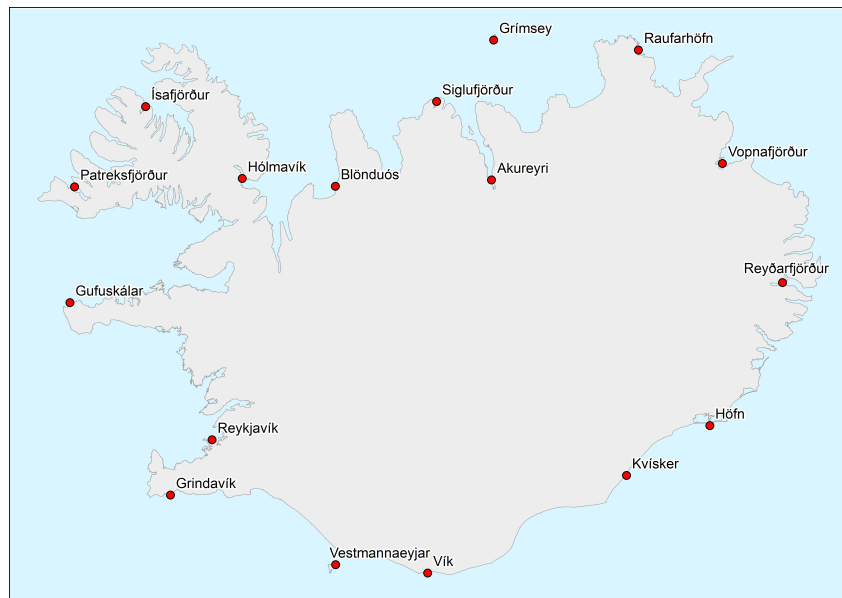 Grímsey
Raufarhöfn
Siglufjörður
Ísafjörður
Vopnafjörður
Hólmavík
Akureyri
Patreksfjörður
Blönduós
Reyðarfjörður
Gufuskálar
Höfn
Reykjavík
Kvísker
Grindavík
Vestmannaeyjar
Vík